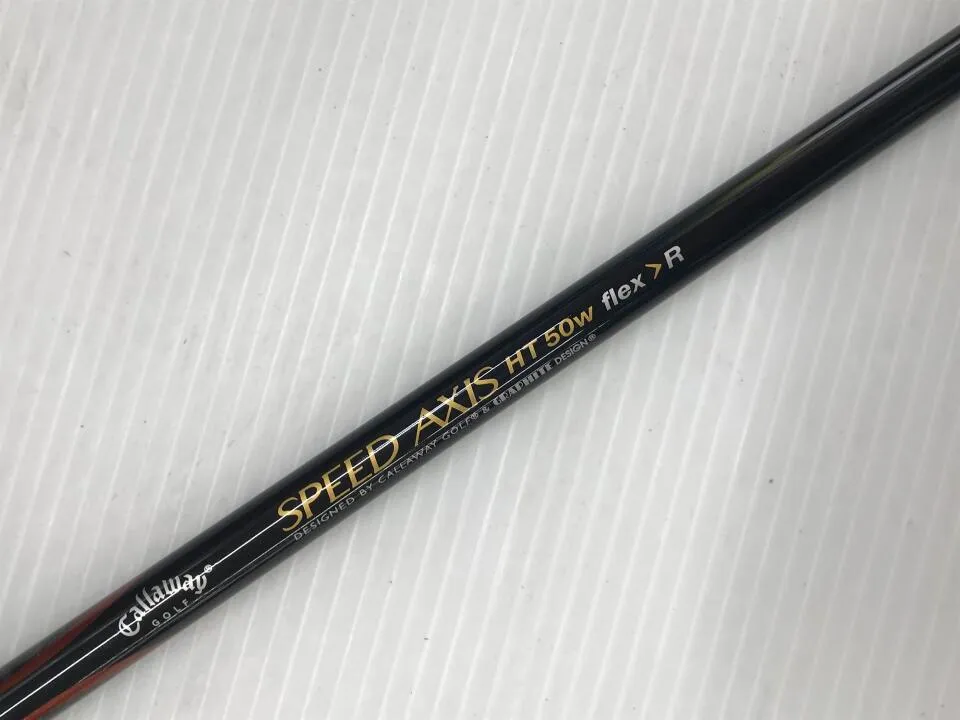 Callaway®
GOLF
SPEED AXIS HT 50w flex > R
DESIGNED BY CALLAWAY GOLF® & GRAPHITE DESIGN®